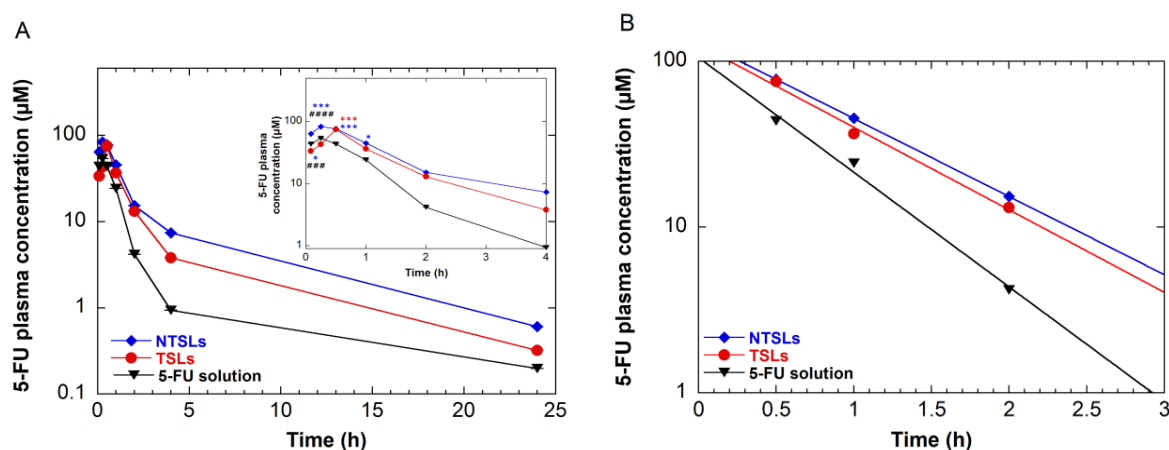 A
5-FU plasma concentration (µM)
100
10
1
0.1
0 5 10 15 20 25
Time (h)
NTSLs
TSLs
5-FU solution
5-FU plasma
concentration (µM)
100
10
1
0 1 2 3 4
Time (h)
***
####
***
***
*
*
###
B
5-FU plasma concentration (µM)
100
10
1
0 0.5 1 1.5 2 2.5 3
Time (h)
NTSLs
TSLs
5-FU solution